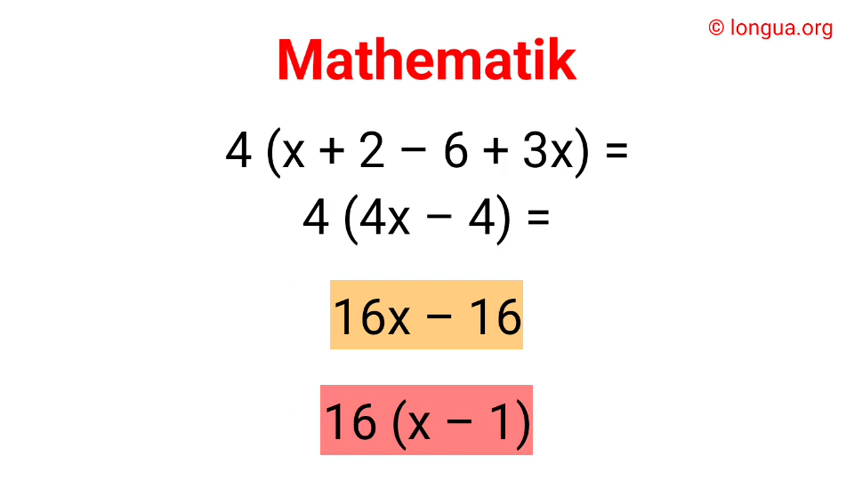 © longua.org
Mathematik
4 (x + 2 – 6 + 3x) =
4 (4x – 4) =
16x – 16
16 (x – 1)